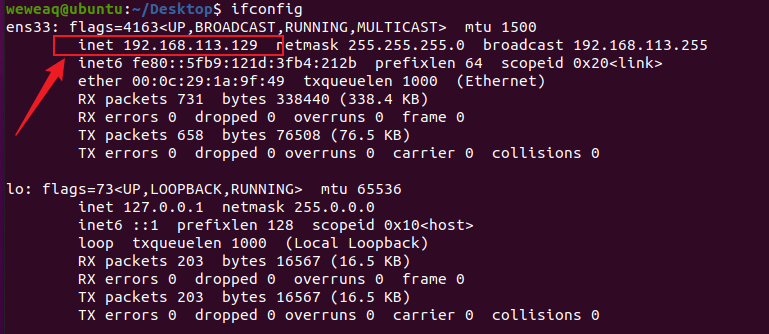 weweaq@ubuntu:~/Desktop$ ifconfig
ens33: flags=4163<UP,BROADCAST,RUNNING,MULTICAST>  mtu 1500
        inet 192.168.113.129  netmask 255.255.255.0  broadcast 192.168.113.255
        inet6 fe80::5fb9:121d:3fb4:212b  prefixlen 64  scopeid 0x20<link>
        ether 00:0c:29:1a:9f:49  txqueuelen 1000  (Ethernet)
        RX packets 731  bytes 338440 (338.4 KB)
        RX errors 0  dropped 0  overruns 0  frame 0
        TX packets 658  bytes 76508 (76.5 KB)
        TX errors 0  dropped 0 overruns 0  carrier 0  collisions 0

lo: flags=73<UP,LOOPBACK,RUNNING>  mtu 65536
        inet 127.0.0.1  netmask 255.0.0.0
        inet6 ::1  prefixlen 128  scopeid 0x10<host>
        loop  txqueuelen 1000  (Local Loopback)
        RX packets 203  bytes 16567 (16.5 KB)
        RX errors 0  dropped 0  overruns 0  frame 0
        TX packets 203  bytes 16567 (16.5 KB)
        TX errors 0  dropped 0 overruns 0  carrier 0  collisions 0